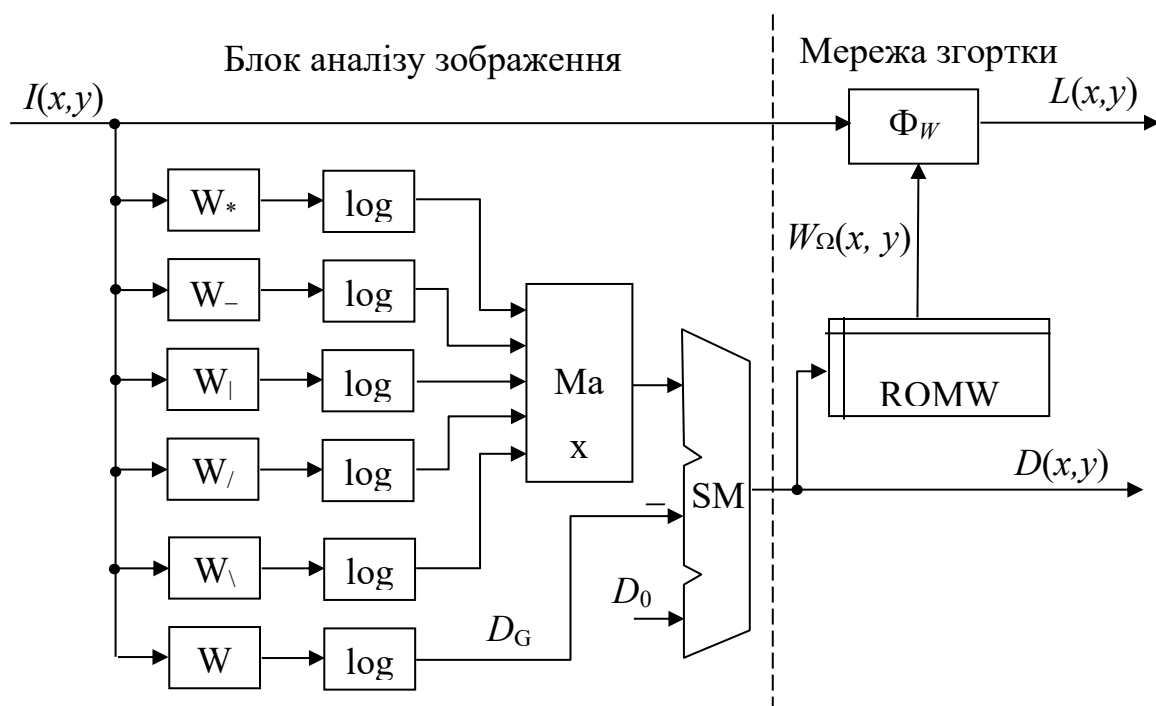 Блок аналізу зображення
Мережа згортки
I(x,y)
L(x,y)
Φ_W
W_* log
W_Ω(x, y)
W_– log
Ma
x
W_| log
ROMW
W_/ log
D(x,y)
SM
–
W_\ log
D_0
D_G
W log